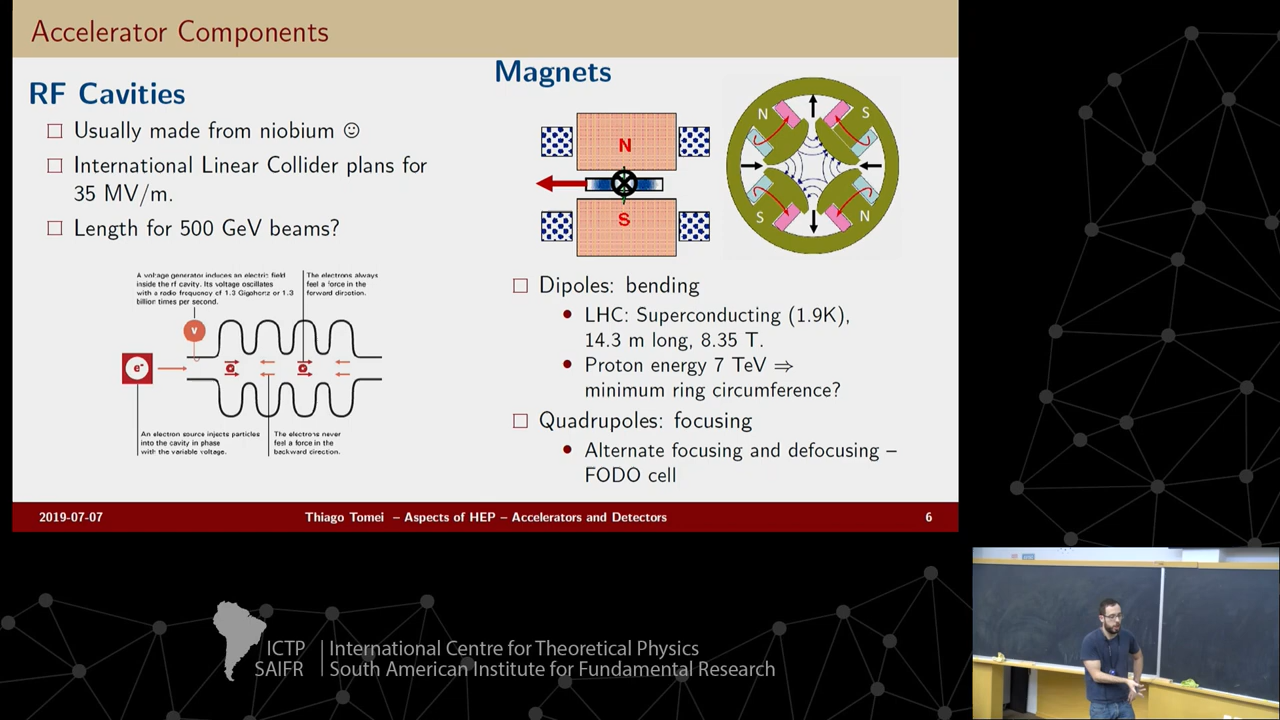 Accelerator Components
RF Cavities
Usually made from niobium ☺
International Linear Collider plans for
35 MV/m.
Length for 500 GeV beams?
A voltage generator induces an electric field
inside the rf cavity. Its voltage oscillates
with a radio frequency of 1.3 Gigahertz or 1.3
billion times per second.
The electrons always
feel a force in the
forward direction.
V
e-
e-
e-
An electron source injects particles
into the cavity in phase
with the variable voltage.
The electrons never
feel a force in the
backward direction.
Magnets
N
S
N
S
S
N
Dipoles: bending
LHC: Superconducting (1.9K),
14.3 m long, 8.35 T.
Proton energy 7 TeV ⇒
minimum ring circumference?
Quadrupoles: focusing
Alternate focusing and defocusing –
FODO cell
2019-07-07
Thiago Tomei – Aspects of HEP – Accelerators and Detectors
6
ICTP
SAIFR
International Centre for Theoretical Physics
South American Institute for Fundamental Research